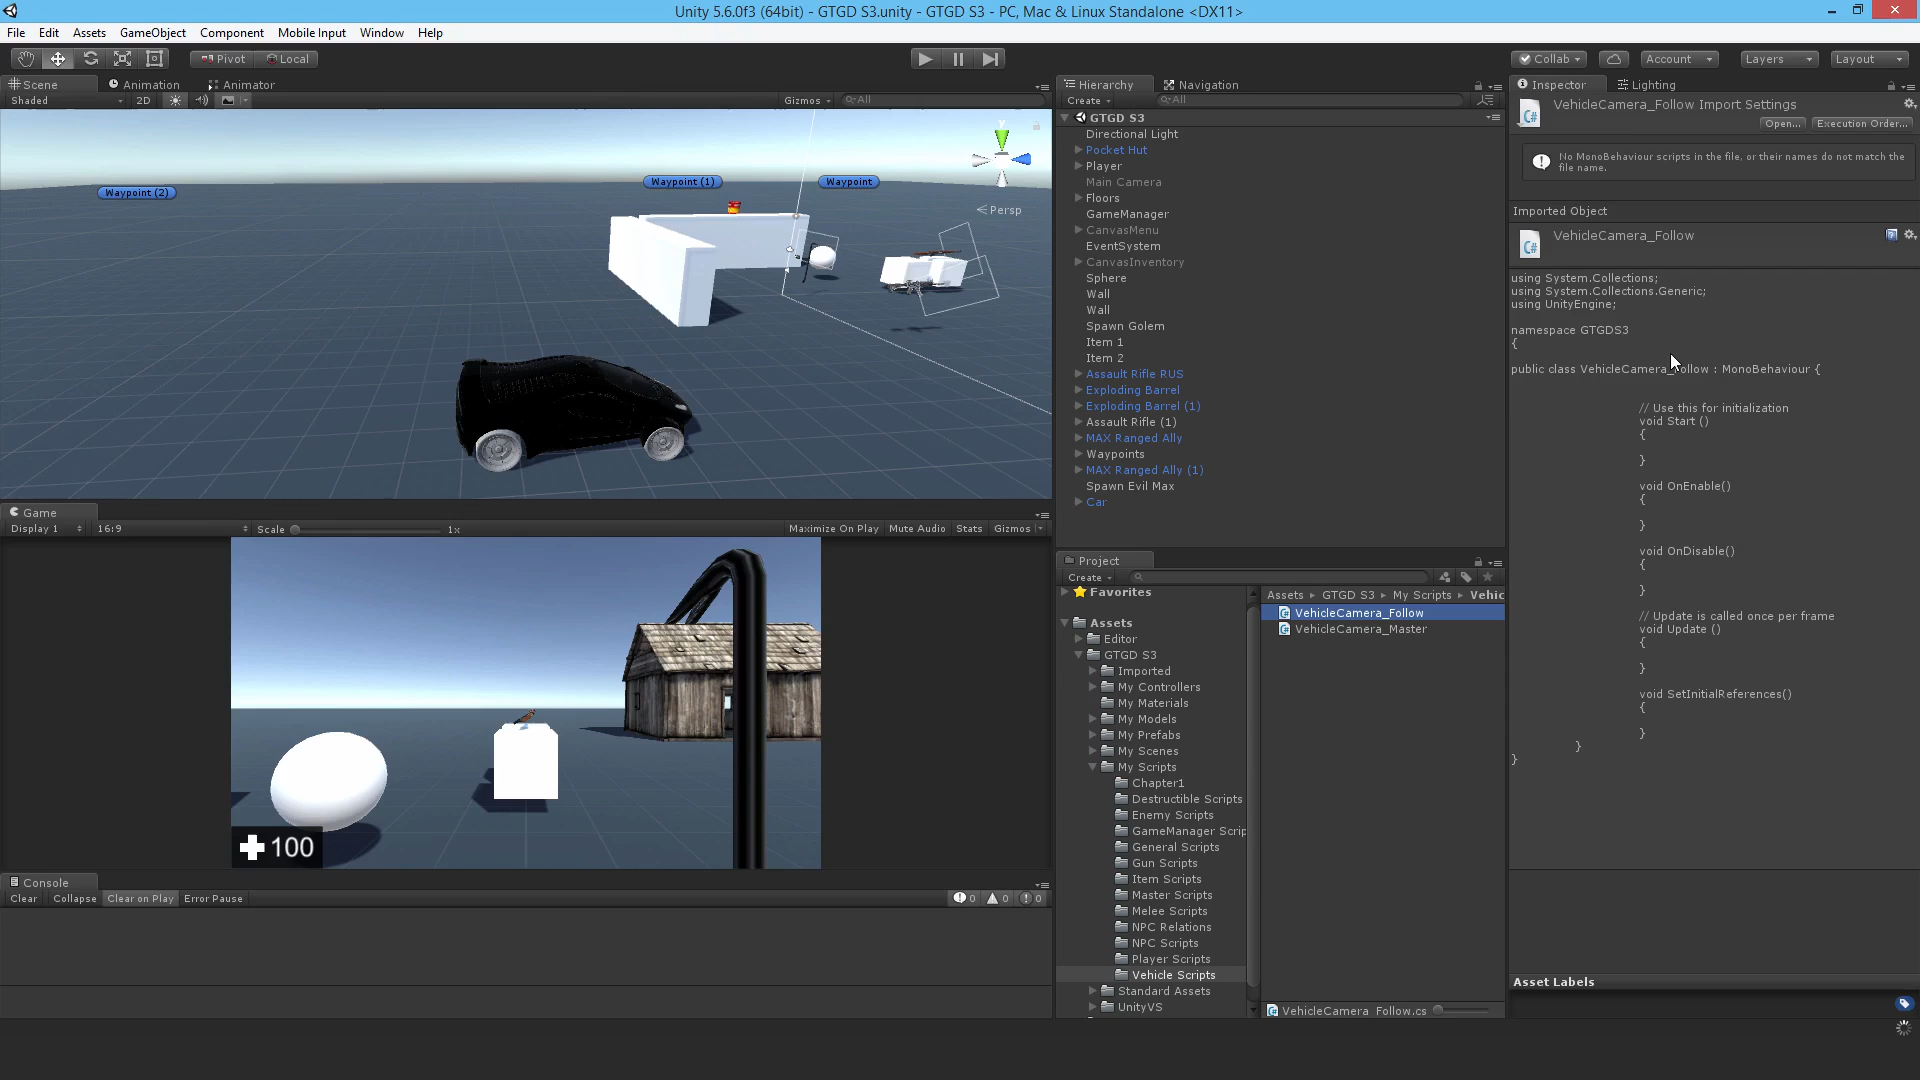 Unity 5.6.0f3 (64bit) - GTGD S3.unity - GTGD S3 - PC, Mac & Linux Standalone <DX11>
File Edit Assets GameObject Component Mobile Input Window Help
Pivot Local Collab Account Layers Layout
Scene Animation Animator
Shaded 2D Gizmos All
Waypoint (2)
Waypoint (1)
Waypoint
y
Persp
Game
Display 1 16:9 Scale 1x Maximize On Play Mute Audio Stats Gizmos
100
Console
Clear Collapse Clear on Play Error Pause 0 0 0
Hierarchy Navigation
Create All
GTGD S3
Directional Light
Pocket Hut
Player
Main Camera
Floors
GameManager
CanvasMenu
EventSystem
CanvasInventory
Sphere
Wall
Wall
Spawn Golem
Item 1
Item 2
Assault Rifle RUS
Exploding Barrel
Exploding Barrel (1)
Assault Rifle (1)
MAX Ranged Ally
Waypoints
MAX Ranged Ally (1)
Spawn Evil Max
Car
Project
Create
Favorites
Assets
Editor
GTGD S3
Imported
My Controllers
My Materials
My Models
My Prefabs
My Scenes
My Scripts
Chapter1
Destructible Scripts
Enemy Scripts
GameManager Scrip
General Scripts
Gun Scripts
Item Scripts
Master Scripts
Melee Scripts
NPC Relations
NPC Scripts
Player Scripts
Vehicle Scripts
Standard Assets
UnityVS
Assets GTGD S3 My Scripts Vehic
VehicleCamera_Follow
VehicleCamera_Master
VehicleCamera_Follow.cs
Inspector Lighting
C# VehicleCamera_Follow Import Settings
Open... Execution Order...
No MonoBehaviour scripts in the file, or their names do not match the
file name.
Imported Object
C# VehicleCamera_Follow
using System.Collections;
using System.Collections.Generic;
using UnityEngine;
namespace GTGDS3
{
public class VehicleCamera_Follow : MonoBehaviour {
// Use this for initialization
void Start ()
{
}
void OnEnable()
{
}
void OnDisable()
{
}
// Update is called once per frame
void Update ()
{
}
void SetInitialReferences()
{
}
}
}
Asset Labels